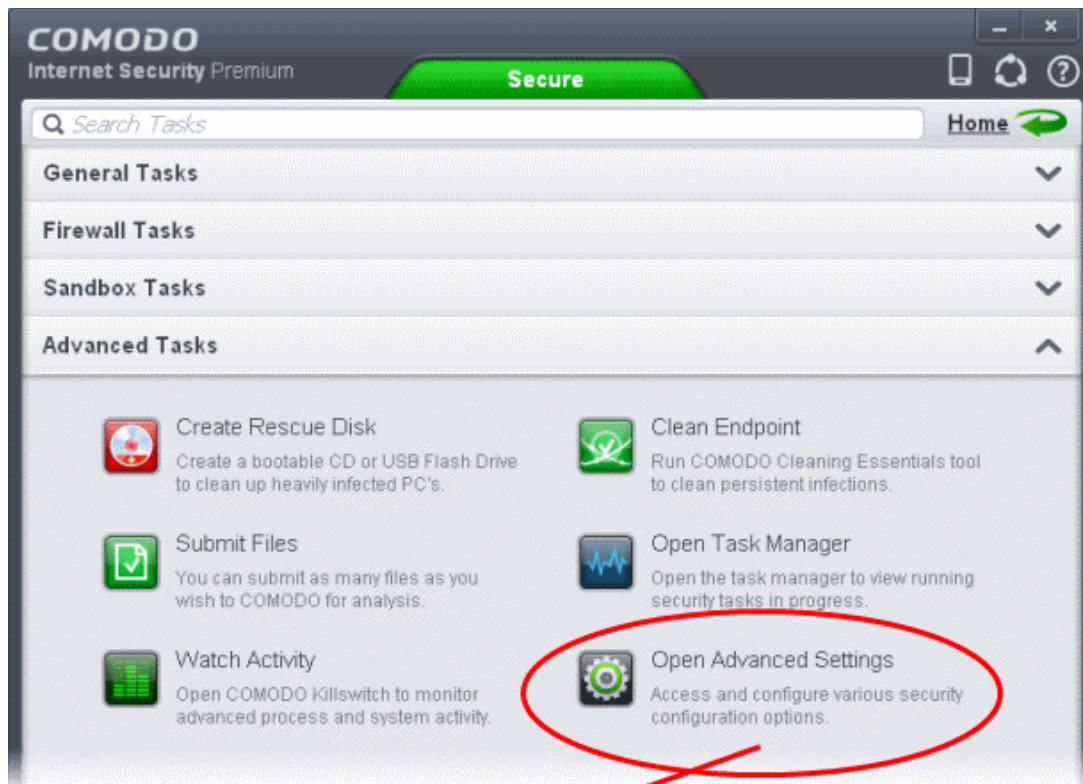 COMODO
Internet Security Premium
Secure
Search Tasks
Home
General Tasks
Firewall Tasks
Sandbox Tasks
Advanced Tasks
Create Rescue Disk
Create a bootable CD or USB Flash Drive
to clean up heavily infected PC's.
Clean Endpoint
Run COMODO Cleaning Essentials tool
to clean persistent infections.
Submit Files
You can submit as many files as you
wish to COMODO for analysis.
Open Task Manager
Open the task manager to view running
security tasks in progress.
Watch Activity
Open COMODO Killswitch to monitor
advanced process and system activity.
Open Advanced Settings
Access and configure various security
configuration options.